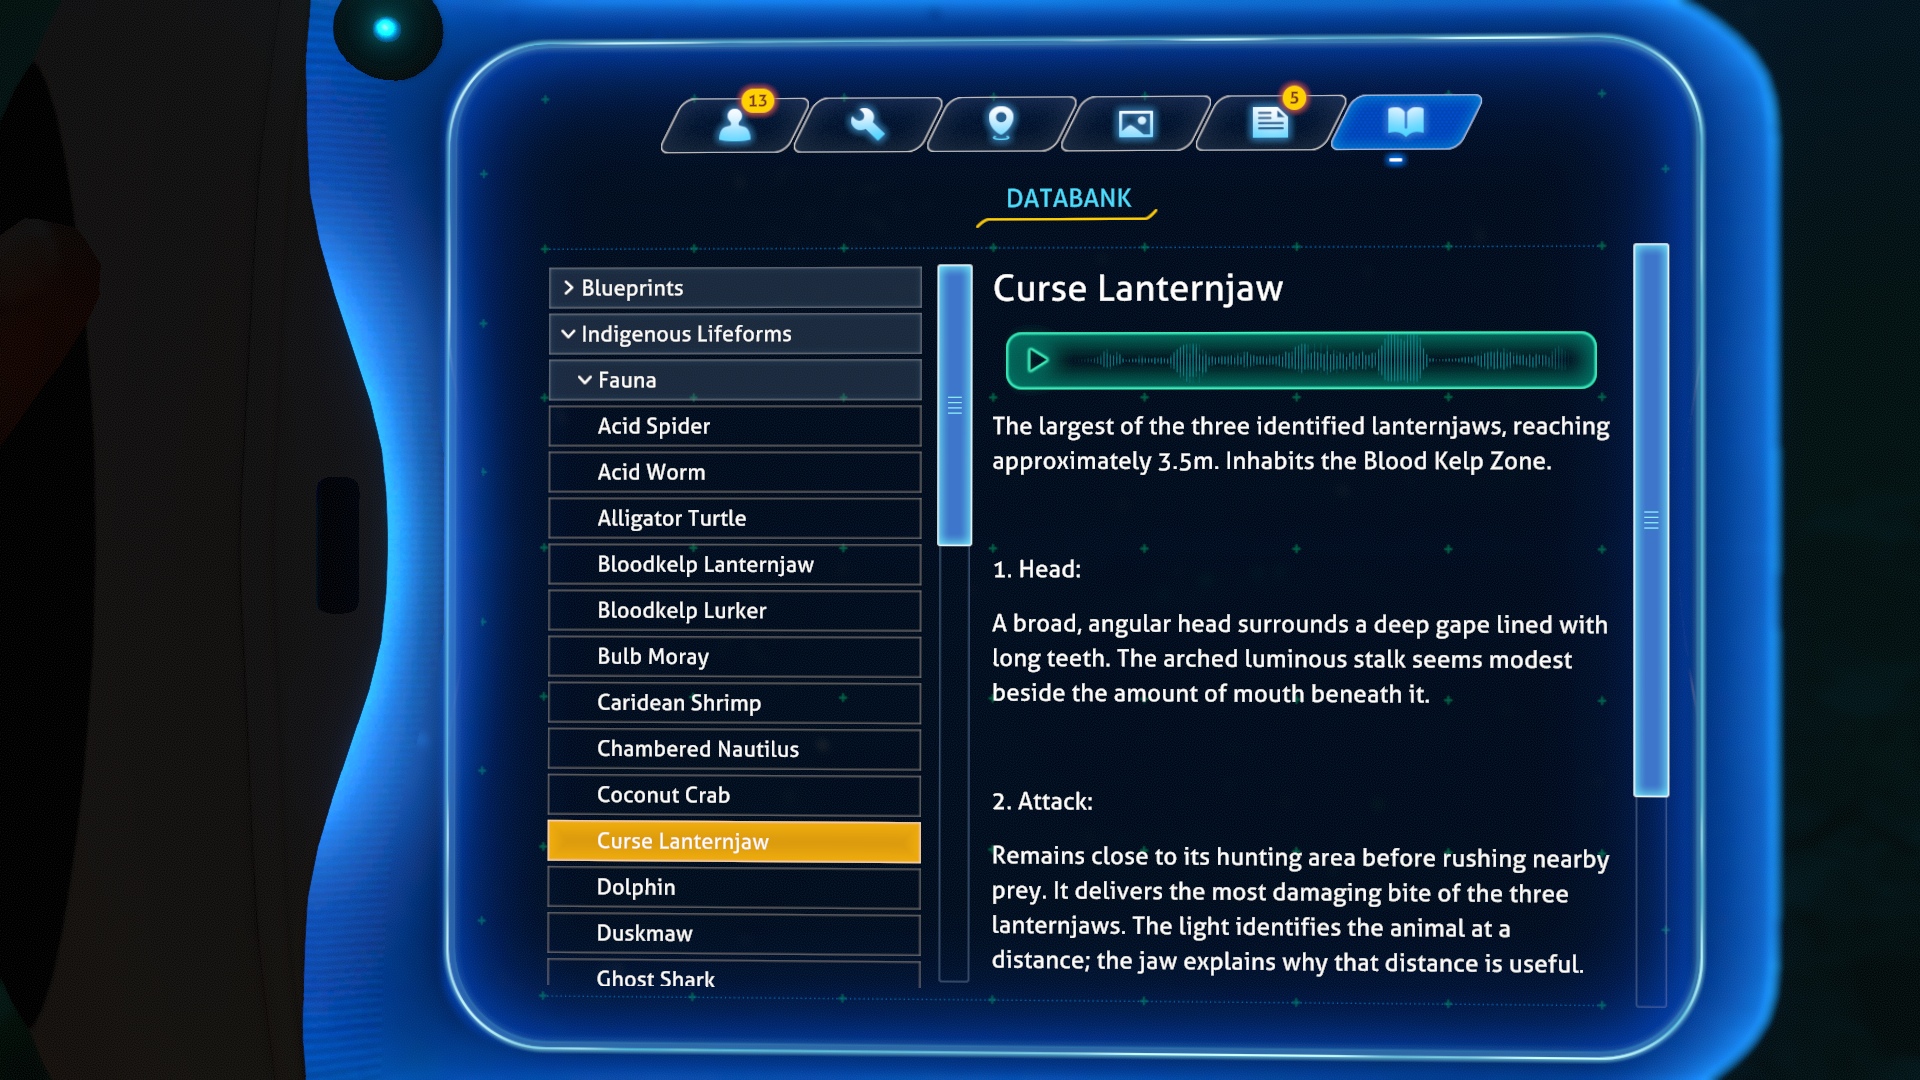 13
5
DATABANK
Blueprints
Indigenous Lifeforms
Fauna
Acid Spider
Acid Worm
Alligator Turtle
Bloodkelp Lanternjaw
Bloodkelp Lurker
Bulb Moray
Caridean Shrimp
Chambered Nautilus
Coconut Crab
Curse Lanternjaw
Dolphin
Duskmaw
Ghost Shark
Curse Lanternjaw
The largest of the three identified lanternjaws, reaching
approximately 3.5m. Inhabits the Blood Kelp Zone.
1. Head:
A broad, angular head surrounds a deep gape lined with
long teeth. The arched luminous stalk seems modest
beside the amount of mouth beneath it.
2. Attack:
Remains close to its hunting area before rushing nearby
prey. It delivers the most damaging bite of the three
lanternjaws. The light identifies the animal at a
distance; the jaw explains why that distance is useful.